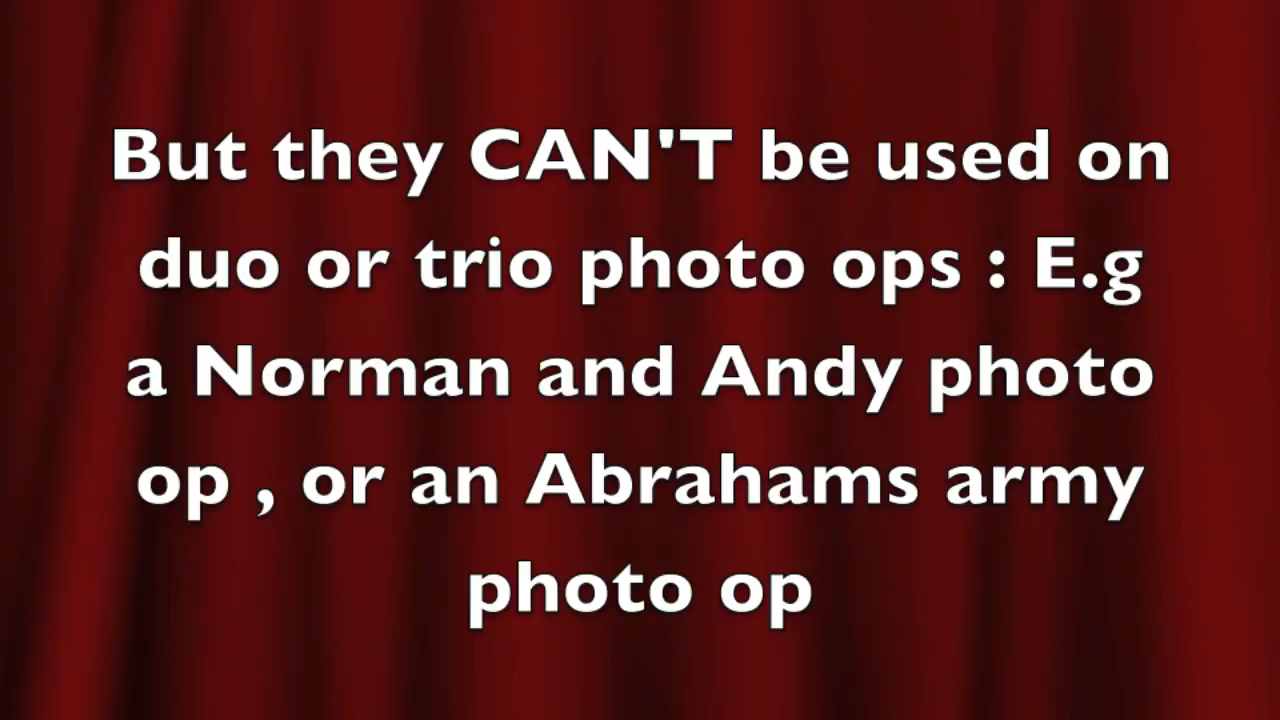 But they CAN'T be used on
duo or trio photo ops : E.g
a Norman and Andy photo
op , or an Abrahams army
photo op